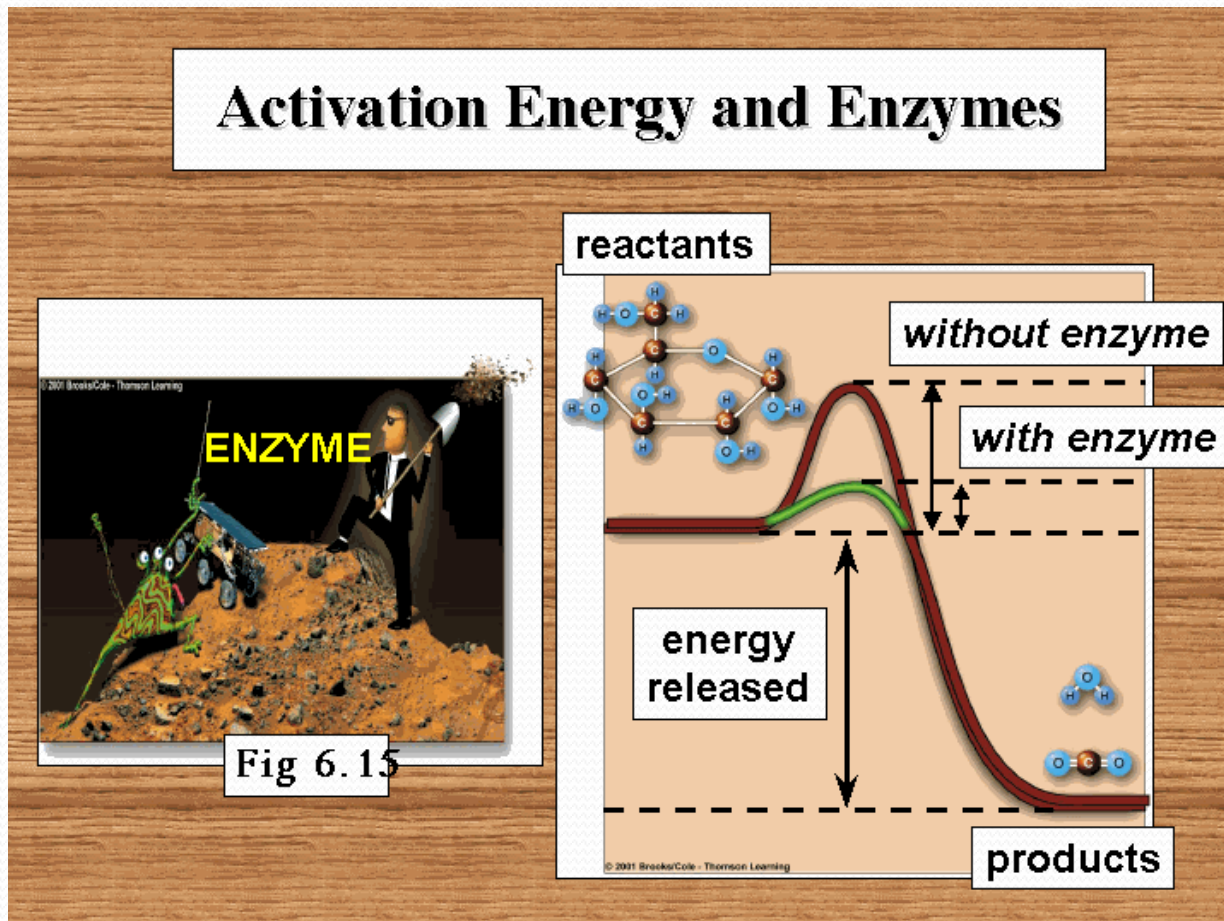 Activation Energy and Enzymes
reactants
© 2001 Brooks/Cole - Thomson Learning
ENZYME
Fig 6.15
without enzyme
with enzyme
energy
released
H
H O C H
C O
H H
C H C
H O O H O H
H
C C
H O H
H O H
O C O
© 2001 Brooks/Cole - Thomson Learning
products